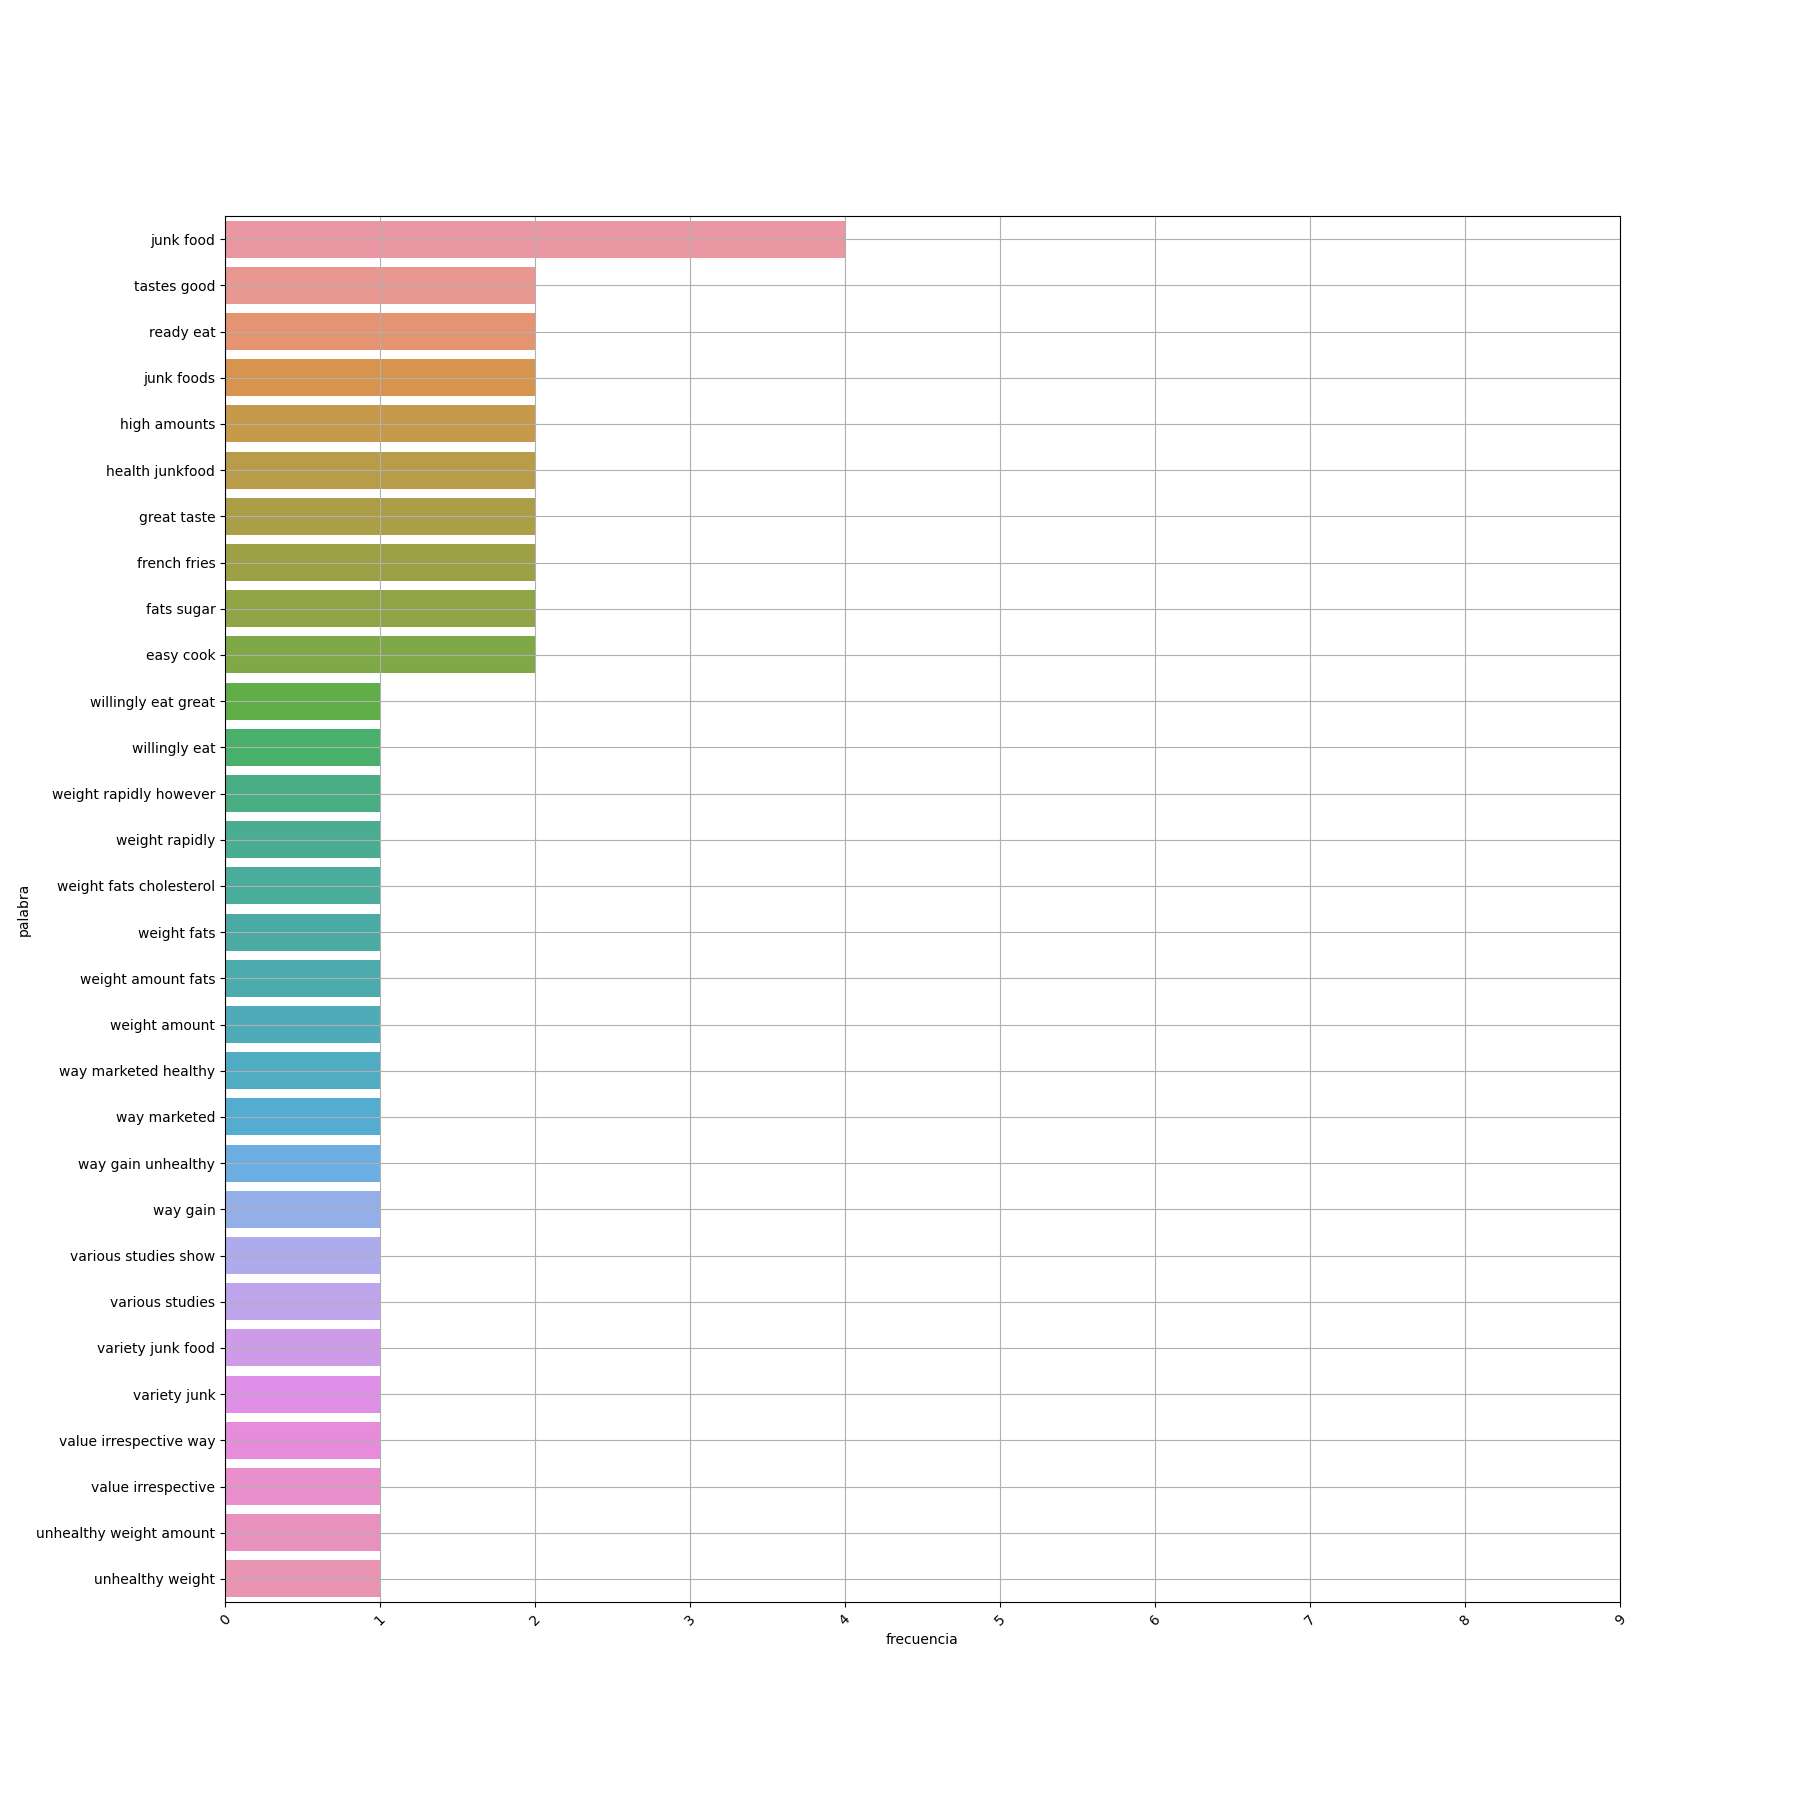 junk food
tastes good
ready eat
junk foods
high amounts
health junkfood
great taste
french fries
fats sugar
easy cook
willingly eat great
willingly eat
weight rapidly however
weight rapidly
weight fats cholesterol
weight fats
weight amount fats
weight amount
way marketed healthy
way marketed
way gain unhealthy
way gain
various studies show
various studies
variety junk food
variety junk
value irrespective way
value irrespective
unhealthy weight amount
unhealthy weight
palabra
0 1 2 3 4 5 6 7 8 9
frecuencia